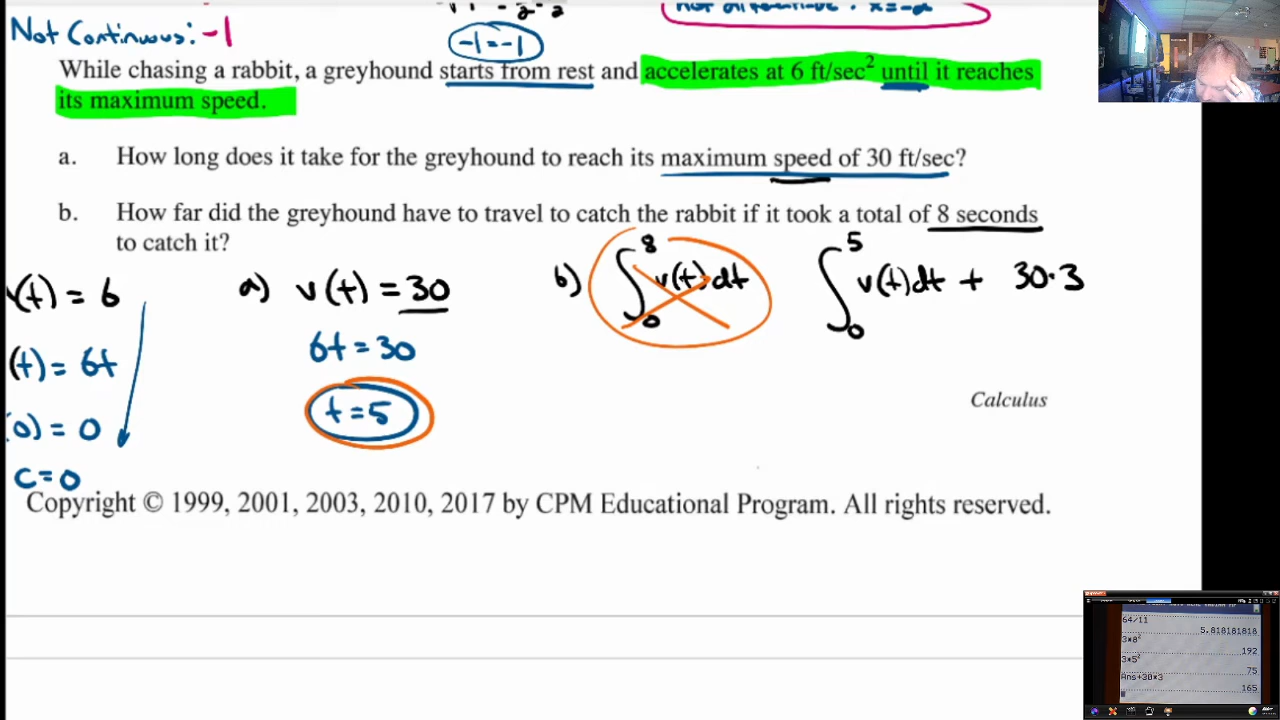 Not Continuous: -1
-1=-1
While chasing a rabbit, a greyhound starts from rest and accelerates at 6 ft/sec² until it reaches
its maximum speed.
a. How long does it take for the greyhound to reach its maximum speed of 30 ft/sec?
b. How far did the greyhound have to travel to catch the rabbit if it took a total of 8 seconds
to catch it?
(t) = 6
(t) = 6t
(0) = 0
C=0
a) v(t) = 30
6t = 30
t = 5
b) ∫₀⁸ v(t)dt ∫₀⁵ v(t)dt + 30·3
Calculus
Copyright © 1999, 2001, 2003, 2010, 2017 by CPM Educational Program. All rights reserved.
64/11
5.818181818
3*8²
192
3*5²
75
Ans+30*3
165